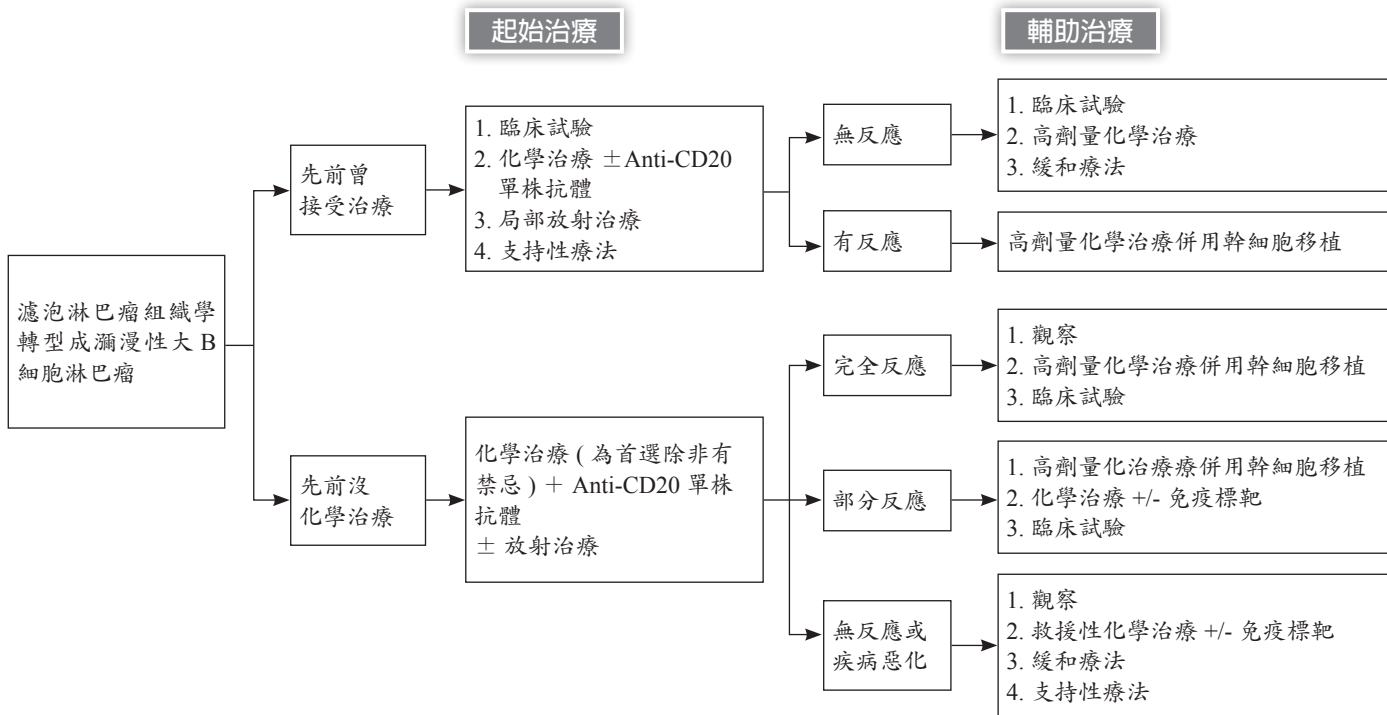 起始治療
輔助治療
濾泡淋巴瘤組織學
轉型成瀰漫性大 B
細胞淋巴瘤
先前曾
接受治療
1. 臨床試驗
2. 化學治療 ±Anti-CD20
單株抗體
3. 局部放射治療
4. 支持性療法
無反應
1. 臨床試驗
2. 高劑量化學治療
3. 緩和療法
有反應
高劑量化學治療併用幹細胞移植
先前沒
化學治療
化學治療 ( 為首選除非有
禁忌 ) + Anti-CD20 單株
抗體
± 放射治療
完全反應
1. 觀察
2. 高劑量化學治療併用幹細胞移植
3. 臨床試驗
部分反應
1. 高劑量化治療療併用幹細胞移植
2. 化學治療 +/- 免疫標靶
3. 臨床試驗
無反應或
疾病惡化
1. 觀察
2. 救援性化學治療 +/- 免疫標靶
3. 緩和療法
4. 支持性療法